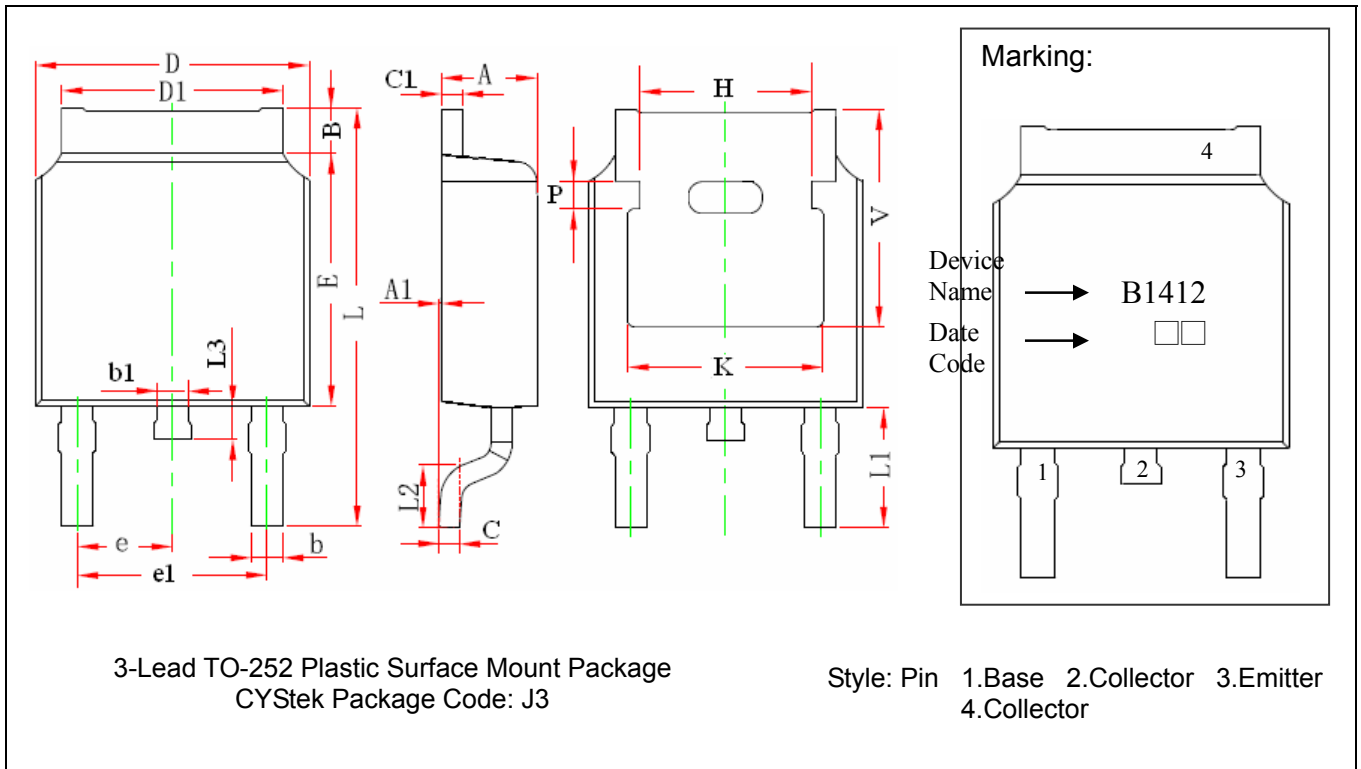 D
D1
B
E
L
L3
b1
e
e1
b
C1
A
A1
L2
C
H
P
V
K
L1
Marking:
4
Device
Name
B1412
Date
Code
□□
1
2
3
3-Lead TO-252 Plastic Surface Mount Package
CYStek Package Code: J3
Style: Pin 1.Base 2.Collector 3.Emitter
4.Collector